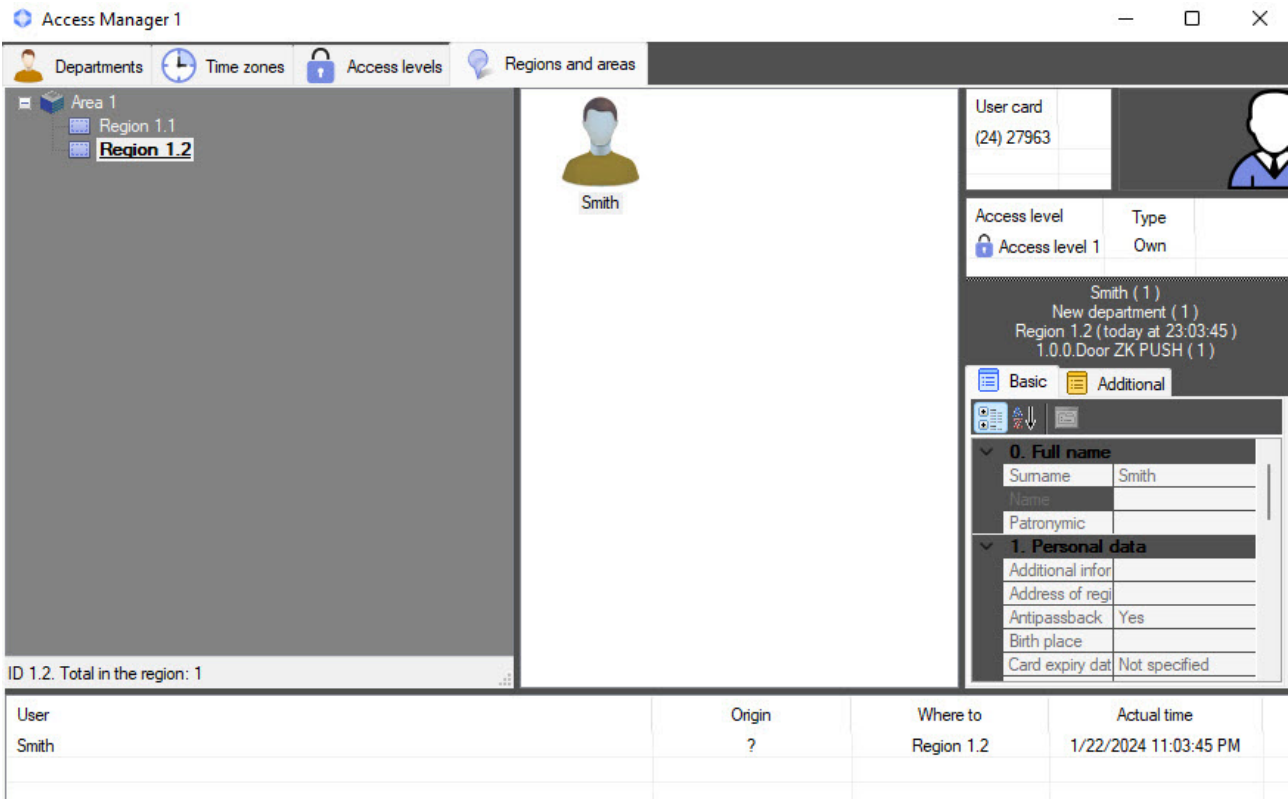 Access Manager 1
Departments
Time zones
Access levels
Regions and areas
Area 1
Region 1.1
Region 1.2
ID 1.2. Total in the region: 1
Smith
User card
(24) 27963
Access level Type
Access level 1 Own
Smith ( 1 )
New department ( 1 )
Region 1.2 ( today at 23:03:45 )
1.0.0.Door ZK PUSH ( 1 )
Basic Additional
0. Full name
Surname Smith
Name
Patronymic
1. Personal data
Additional infor
Address of regi
Antipassback Yes
Birth place
Card expiry dat Not specified
User Origin Where to Actual time
Smith ? Region 1.2 1/22/2024 11:03:45 PM